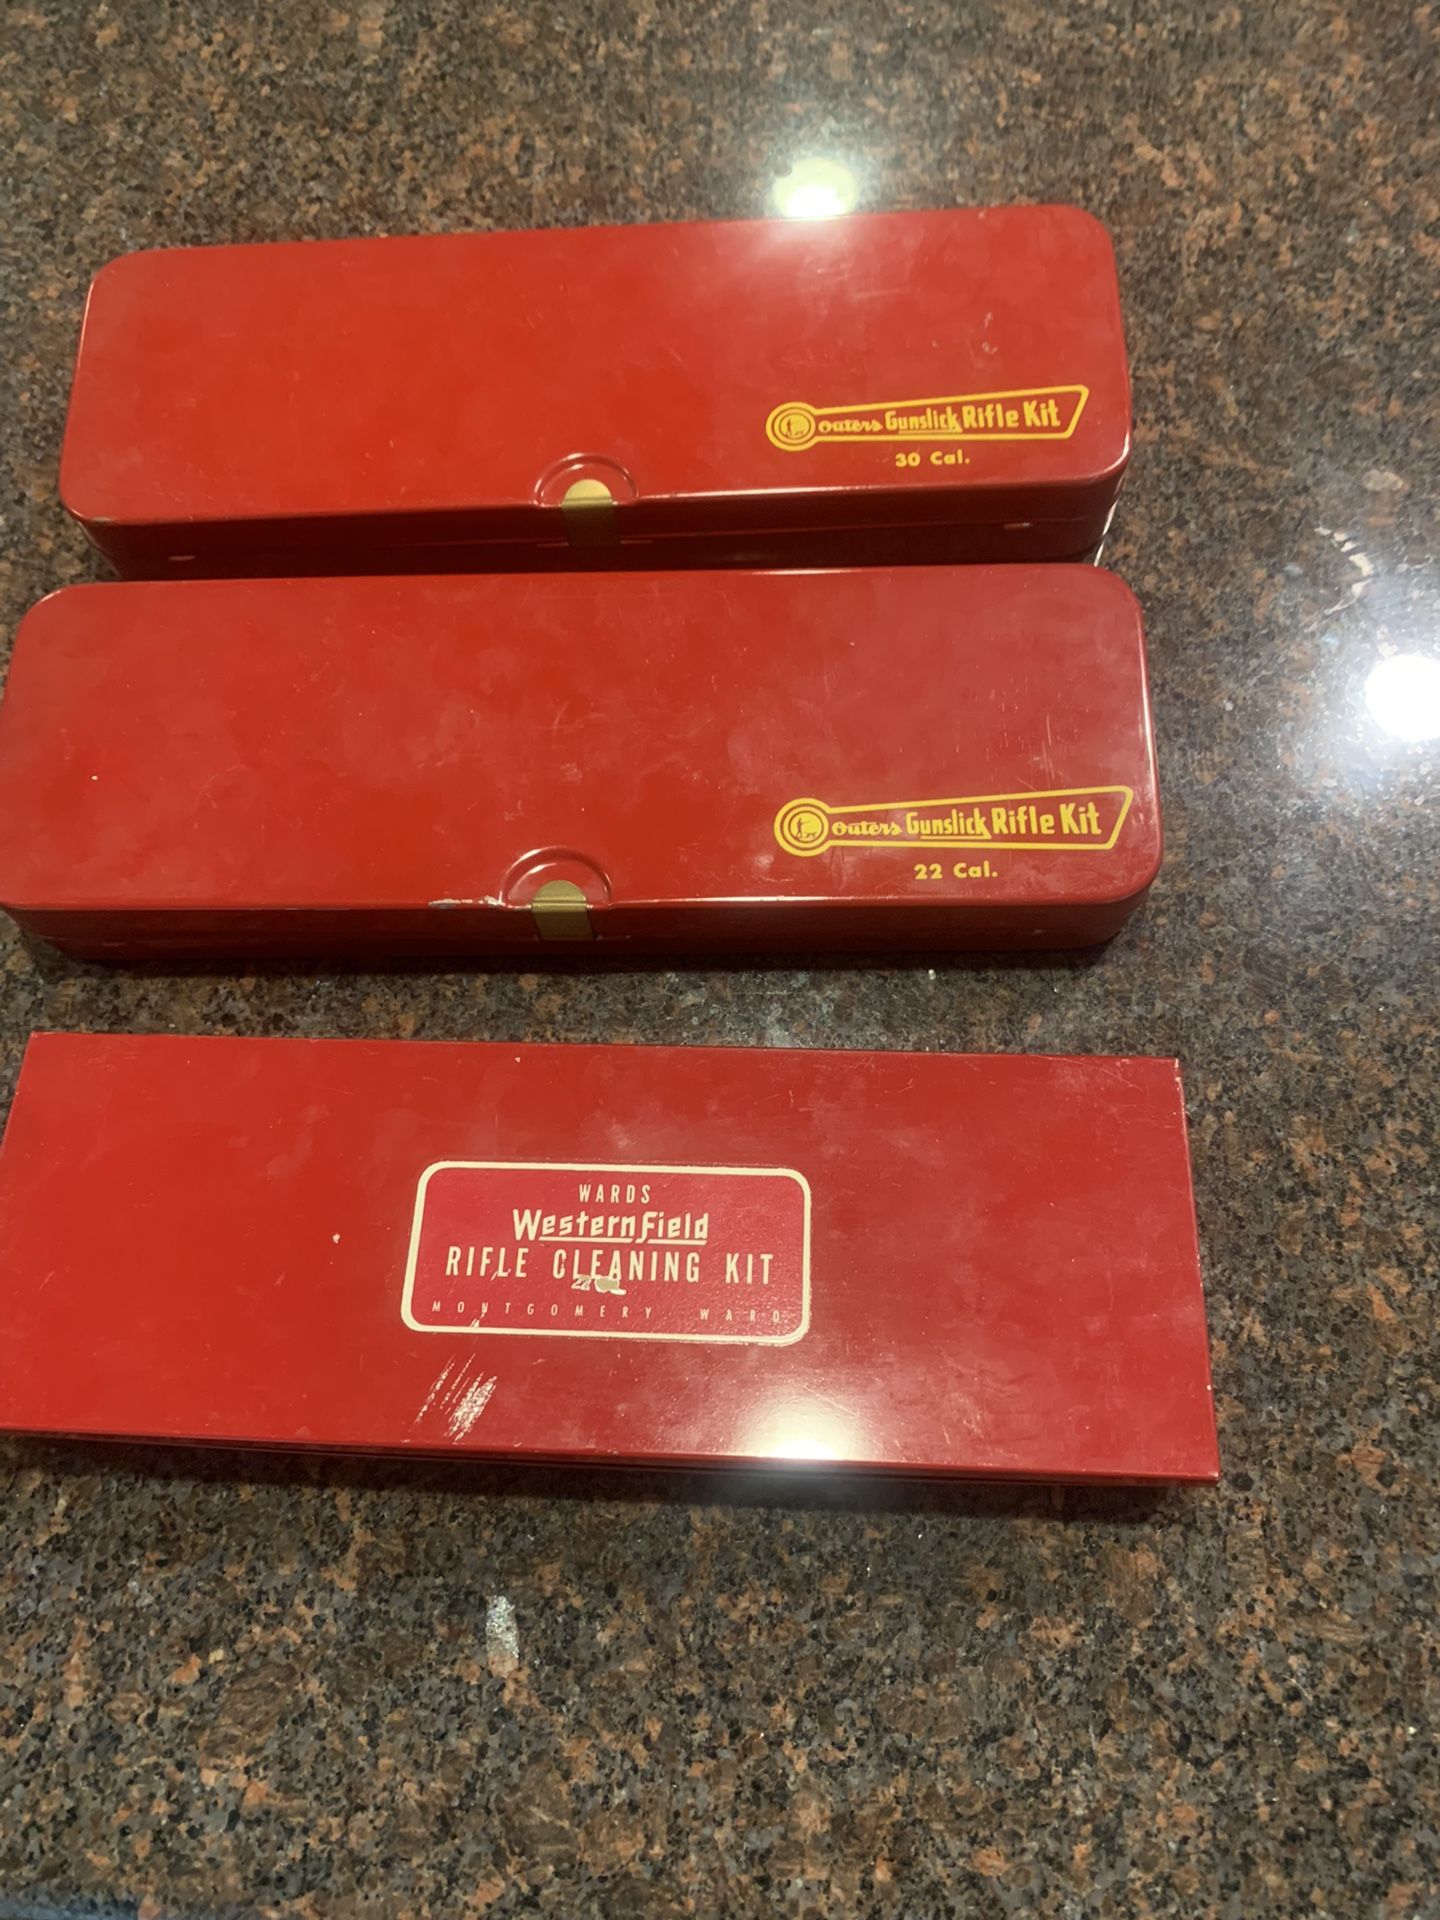 Outers Gunslick Rifle Kit
30 Cal.
Outers Gunslick Rifle Kit
22 Cal.
WARDS
Western Field
RIFLE CLEANING KIT
22
MONTGOMERY WARD